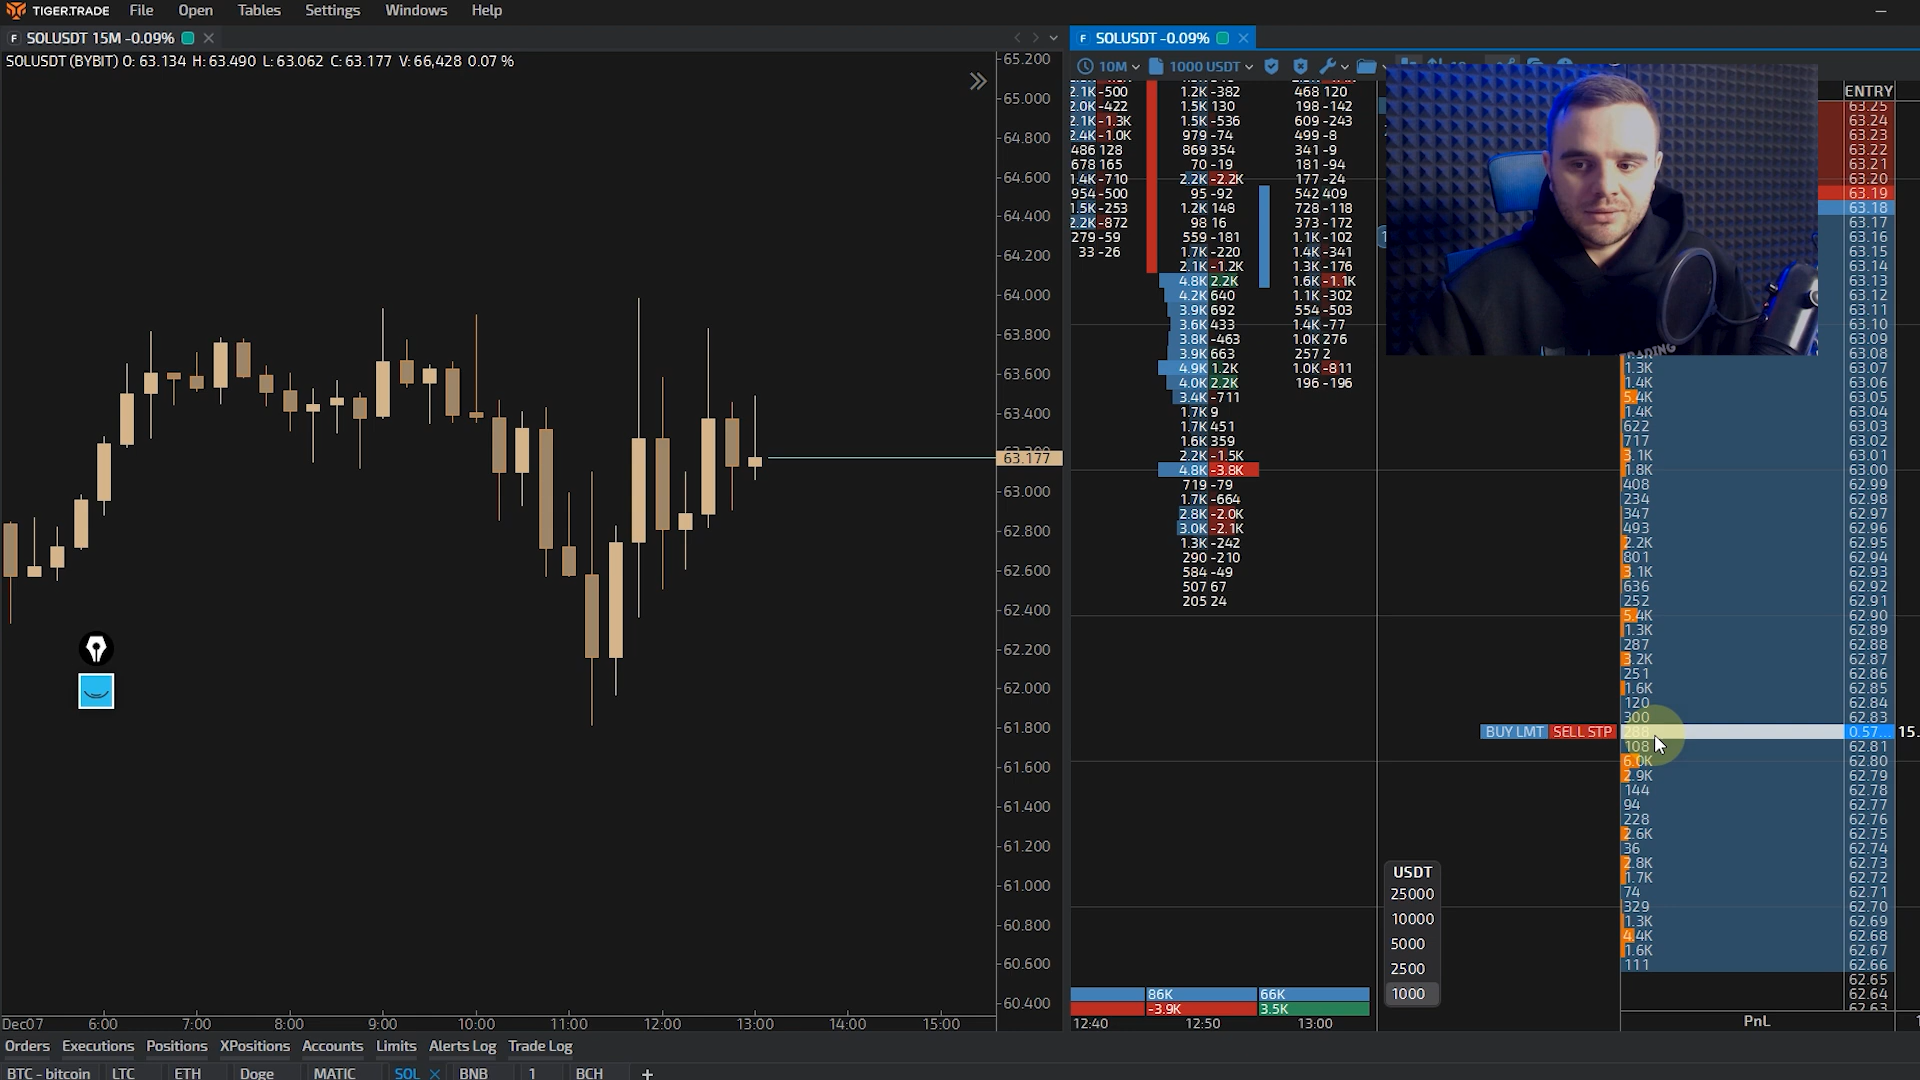 TIGER.TRADE File Open Tables Settings Windows Help
F SOLUSDT 15M -0.09%
SOLUSDT (BYBIT) O: 63.134 H: 63.490 L: 63.062 C: 63.177 V: 66,428 0.07 %
65.200
65.000
64.800
64.600
64.400
64.200
64.000
63.800
63.600
63.400
63.177
63.000
62.800
62.600
62.400
62.200
62.000
61.800
61.600
61.400
61.200
61.000
60.800
60.600
60.400
Dec07 6:00 7:00 8:00 9:00 10:00 11:00 12:00 13:00 14:00 15:00
F SOLUSDT -0.09%
10M 1000 USDT
2.1K -500
2.0K -422
2.1K -1.3K
2.4K -1.0K
486 128
678 165
1.4K -710
954 -500
1.5K -253
2.2K -872
279 -59
33 -26
1.2K -382
1.5K 130
1.5K -536
979 -74
869 354
70 -19
2.2K -2.2K
95 -92
1.2K 148
98 16
559 -181
1.7K -220
2.1K -1.2K
4.8K 2.2K
4.2K 640
3.9K 692
3.6K 433
3.8K -463
3.9K 663
4.9K 1.2K
4.0K 2.2K
3.4K -711
1.7K 9
1.7K 451
1.6K 359
2.2K -1.5K
4.8K -3.8K
719 -79
1.7K -664
2.8K -2.0K
3.0K -2.1K
1.3K -242
290 -210
584 -49
507 67
205 24
468 120
198 -142
609 -243
499 -8
341 -9
181 -94
177 -24
542 409
728 -118
373 -172
1.1K -102
1.4K -341
1.3K -176
1.6K -1.1K
1.1K -302
554 -503
1.4K -77
1.0K 276
257 2
1.0K -811
196 -196
86K 66K
-3.9K 3.5K
12:40 12:50 13:00
ENTRY
63.25
63.24
63.23
63.22
63.21
63.20
63.19
63.18
63.17
63.16
63.15
63.14
63.13
63.12
63.11
63.10
63.09
63.08
1.3K 63.07
1.4K 63.06
5.4K 63.05
1.4K 63.04
622 63.03
717 63.02
3.1K 63.01
1.8K 63.00
408 62.99
234 62.98
347 62.97
493 62.96
2.2K 62.95
801 62.94
3.1K 62.93
636 62.92
252 62.91
5.4K 62.90
1.3K 62.89
287 62.88
3.2K 62.87
251 62.86
1.6K 62.85
120 62.84
300 62.83
BUY LMT SELL STP 288 0.57... 15.
108 62.81
6.0K 62.80
2.9K 62.79
144 62.78
94 62.77
228 62.76
2.6K 62.75
36 62.74
2.8K 62.73
1.7K 62.72
74 62.71
329 62.70
1.3K 62.69
4.4K 62.68
1.6K 62.67
111 62.66
62.65
62.64
62.63
PnL
USDT
25000
10000
5000
2500
1000
Orders Executions Positions XPositions Accounts Limits Alerts Log Trade Log
BTC - bitcoin LTC ETH Doge MATIC SOL BNB 1 BCH +